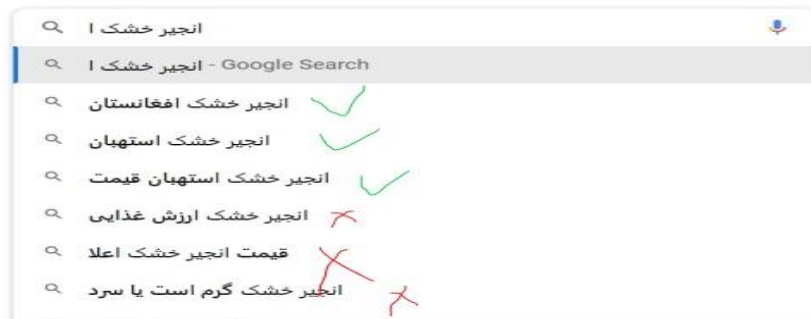 انجیر خشک ا
انجیر خشک ا - Google Search
انجیر خشک افغانستان
انجیر خشک استهبان
انجیر خشک استهبان قیمت
انجیر خشک ارزش غذایی
قیمت انجیر خشک اعلا
انجیر خشک گرم است یا سرد